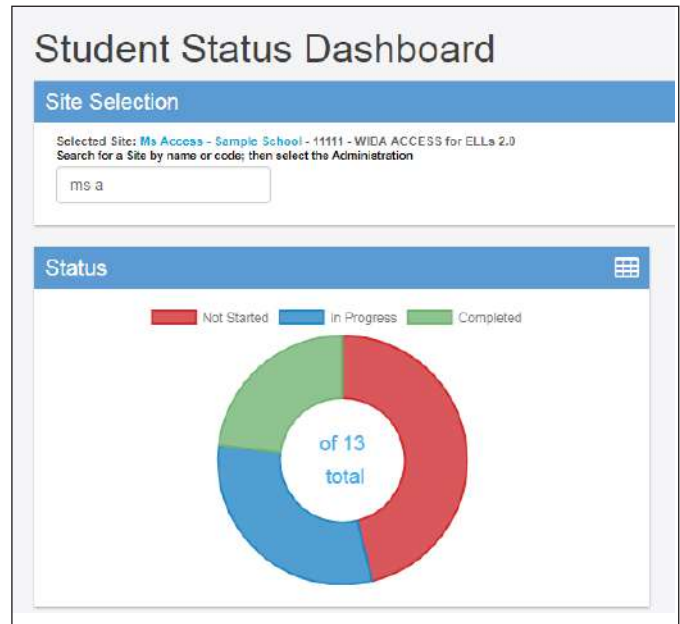 Student Status Dashboard
Site Selection
Selected Site: Ms Access - Sample School - 11111 - WIDA ACCESS for ELLs 2.0
Search for a Site by name or code; then select the Administration
ms a
Status
Not Started In Progress Completed
of 13
total